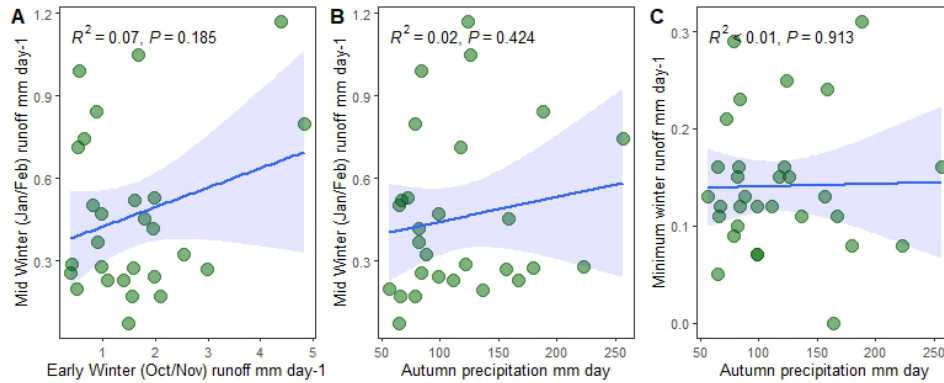 A
R² = 0.07, P = 0.185
Mid Winter (Jan/Feb) runoff mm day-1
1.2
0.9
0.6
0.3
1
2
3
4
5
Early Winter (Oct/Nov) runoff mm day-1
B
R² = 0.02, P = 0.424
Mid Winter (Jan/Feb) runoff mm day-1
1.2
0.9
0.6
0.3
50
100
150
200
250
Autumn precipitation mm day
C
R² < 0.01, P = 0.913
Minimum winter runoff mm day-1
0.3
0.2
0.1
0.0
50
100
150
200
250
Autumn precipitation mm day